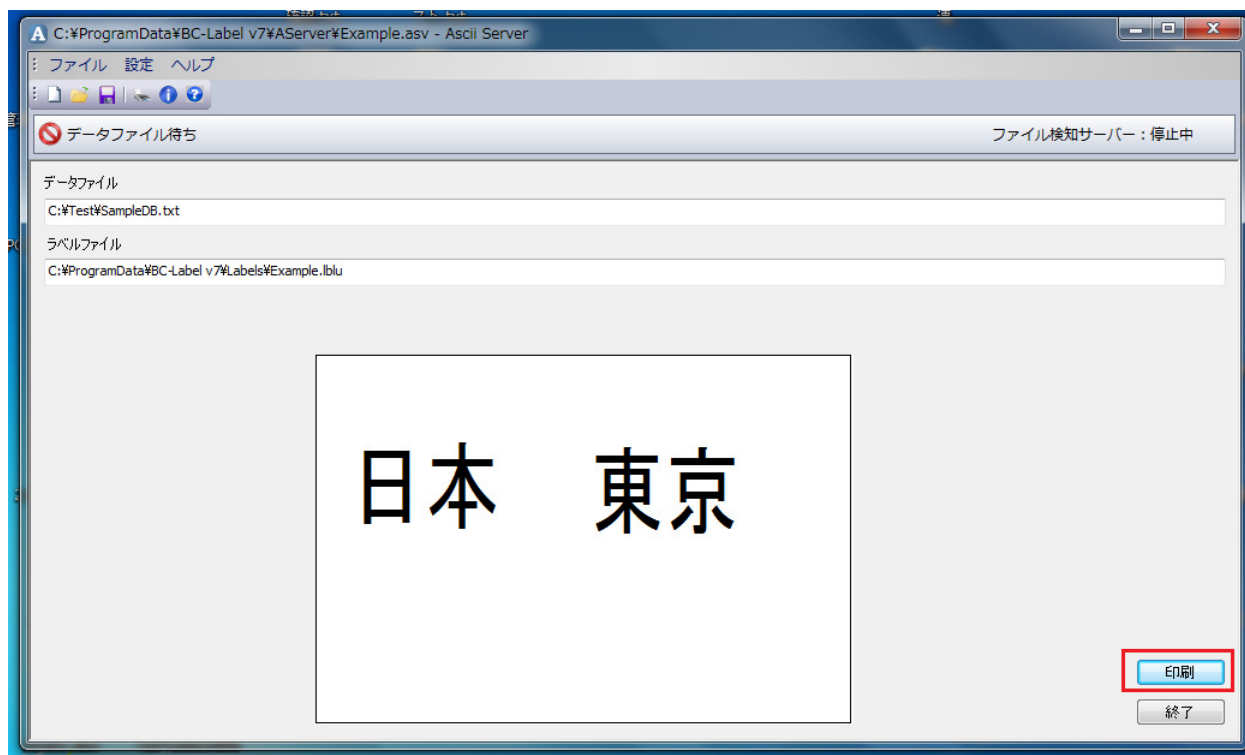 C:¥ProgramData¥BC-Label v7¥AServer¥Example.asv - Ascii Server
ファイル 設定 ヘルプ
データファイル待ち
ファイル検知サーバー：停止中
データファイル
C:¥Test¥SampleDB.txt
ラベルファイル
C:¥ProgramData¥BC-Label v7¥Labels¥Example.lblu
日本 東京
印刷
終了